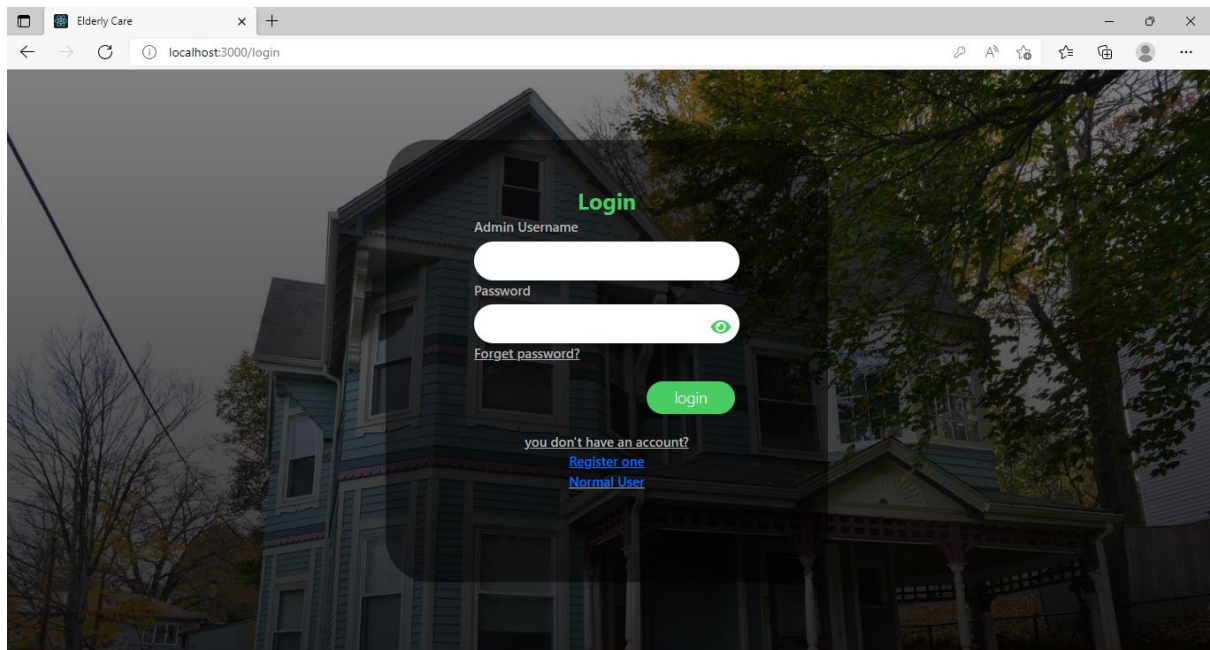 Elderly Care
localhost:3000/login
Login
Admin Username
Password
Forget password?
login
you don't have an account?
Register one
Normal User